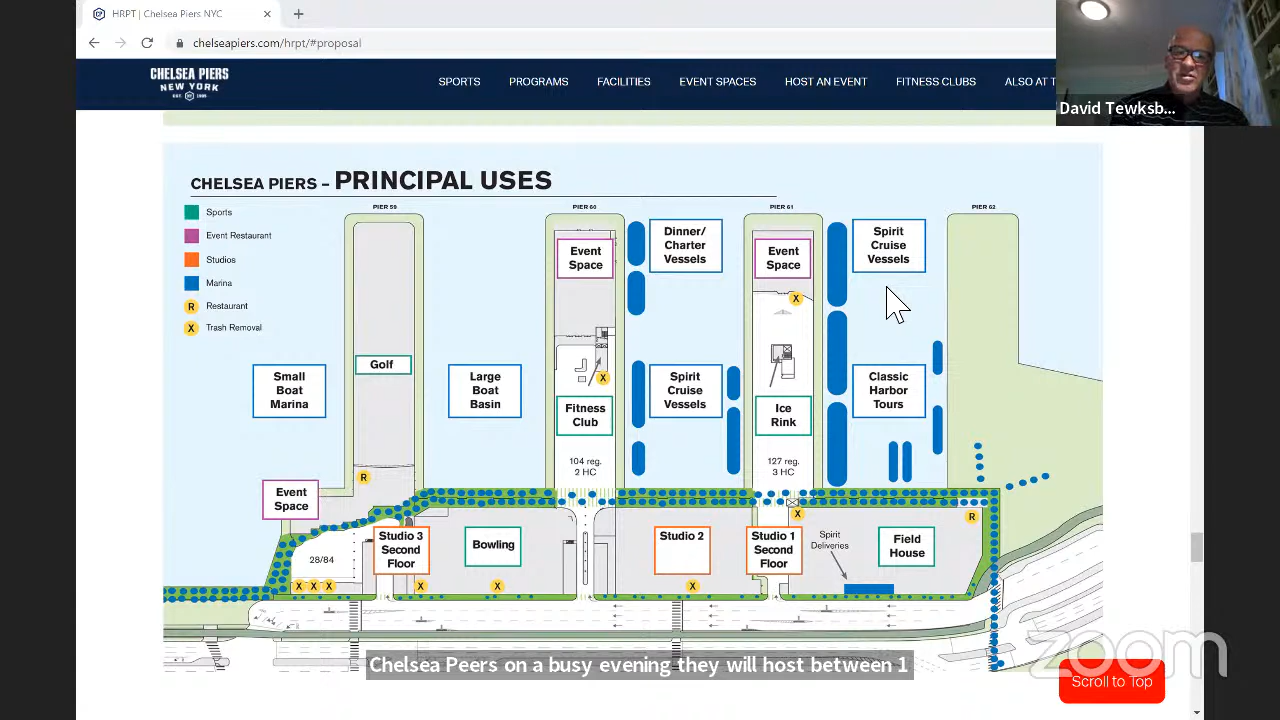 HRPT | Chelsea Piers NYC
chelseapiers.com/hrpt/#proposal
CHELSEA PIERS
NEW YORK
SPORTS PROGRAMS FACILITIES EVENT SPACES HOST AN EVENT FITNESS CLUBS ALSO AT T
David Tewksb...
CHELSEA PIERS – PRINCIPAL USES
Sports
Event Restaurant
Studios
Marina
R Restaurant
X Trash Removal
PIER 59
PIER 60
PIER 61
PIER 62
Event
Space
Dinner/
Charter
Vessels
Event
Space
Spirit
Cruise
Vessels
X
Golf
Small
Boat
Marina
Large
Boat
Basin
X
Fitness
Club
Spirit
Cruise
Vessels
Ice
Rink
Classic
Harbor
Tours
104 reg.
2 HC
127 reg.
3 HC
R
Event
Space
X
R
28/84
Studio 3
Second
Floor
Bowling
Studio 2
Studio 1
Second
Floor
Spirit
Deliveries
Field
House
X X X
X
X
X
zoom
Chelsea Peers on a busy evening they will host between 1
Scroll to Top